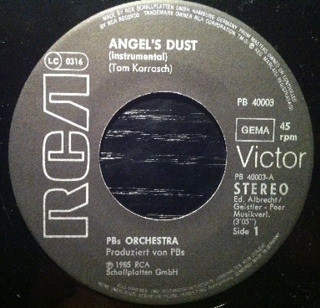 ANGEL'S DUST
(Instrumental)
(Tom Karrasch)
LC 0316
RCA
PB 40003
GEMA
45
rpm
Victor
PB 40003-A
STEREO
Ed. Albrecht/
Geistler - Peer
Musikverl.
(3'05")
Side 1
PBs ORCHESTRA
Produziert von PBs
℗ 1985 RCA
Schallplatten GmbH